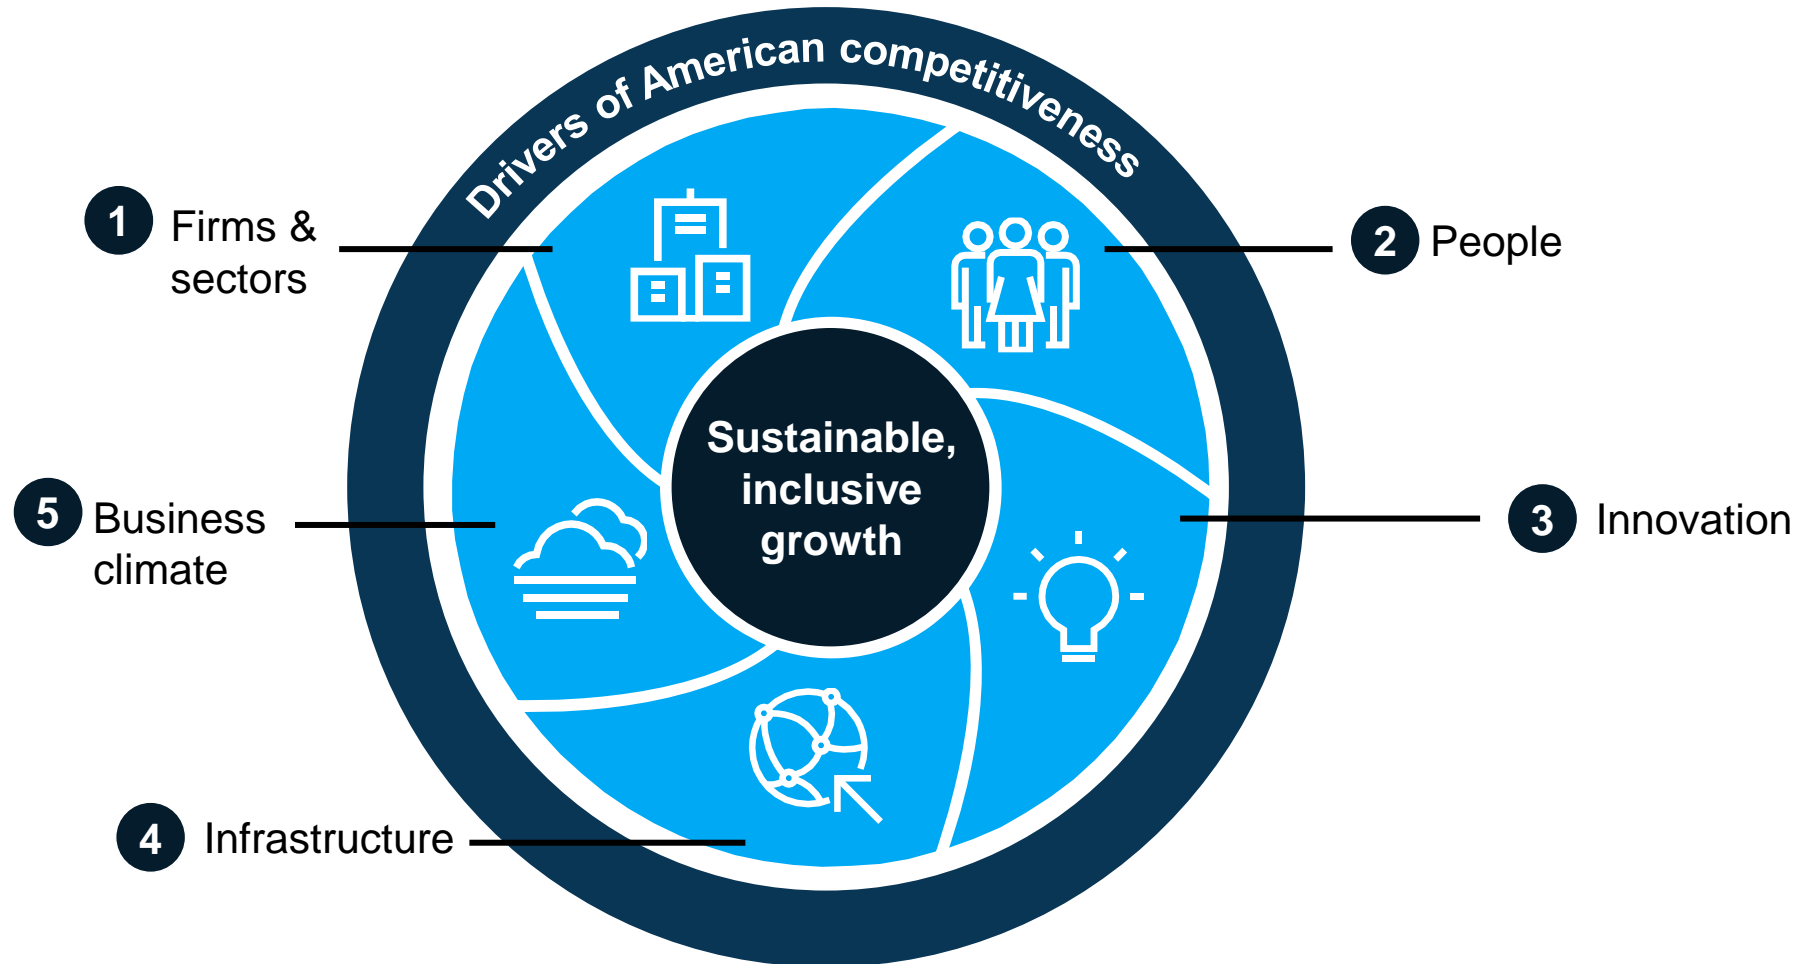 Drivers of American competitiveness
1
Firms &
sectors
2
People
Sustainable,
inclusive
growth
3
Innovation
4
Infrastructure
5
Business
climate